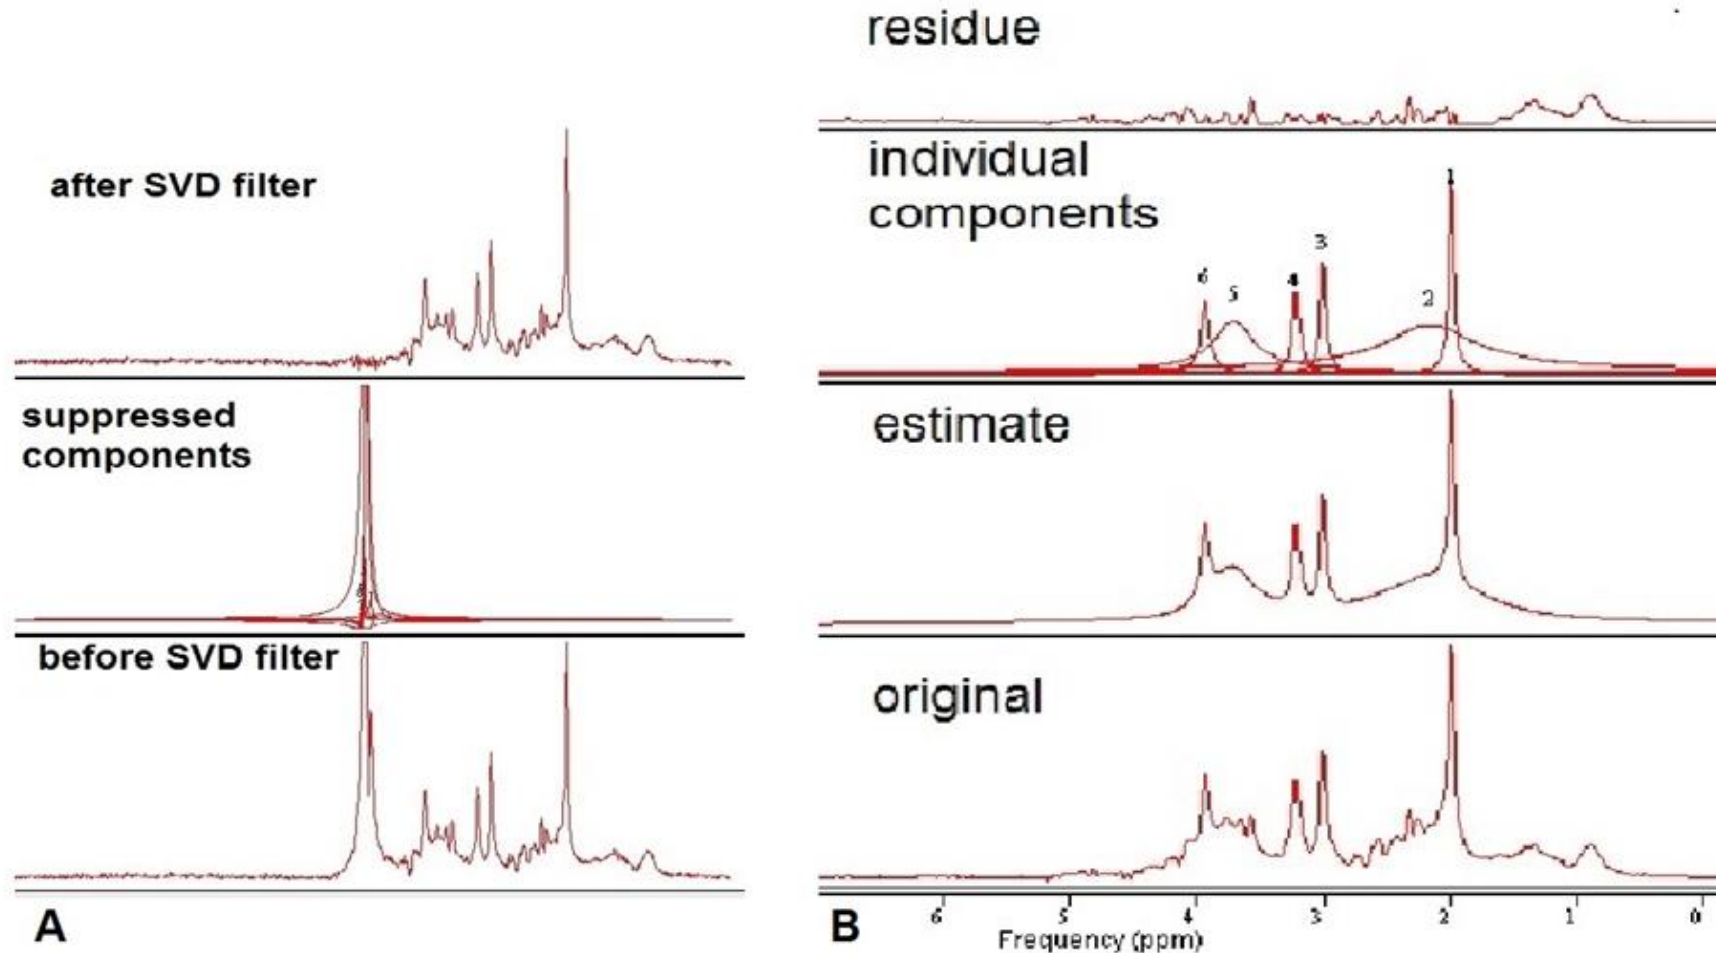 after SVD filter
suppressed
components
before SVD filter
A
residue
individual
components
1
2
3
4
5
6
estimate
original
6 5 4 3 2 1 0
Frequency (ppm)
B